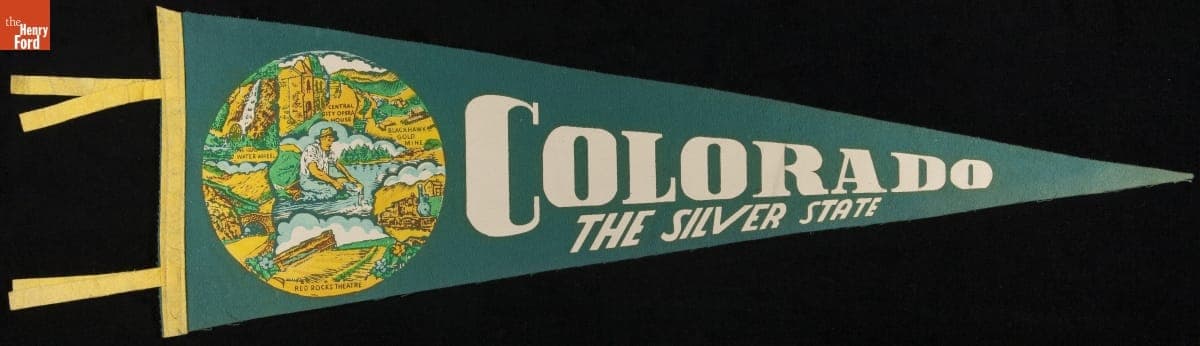 the
Henry
Ford
CENTRAL
CITY OPERA
HOUSE
BLACKHAWK
GOLD
MINE
WATER WHEEL
RED ROCKS THEATRE
COLORADO
THE SILVER STATE